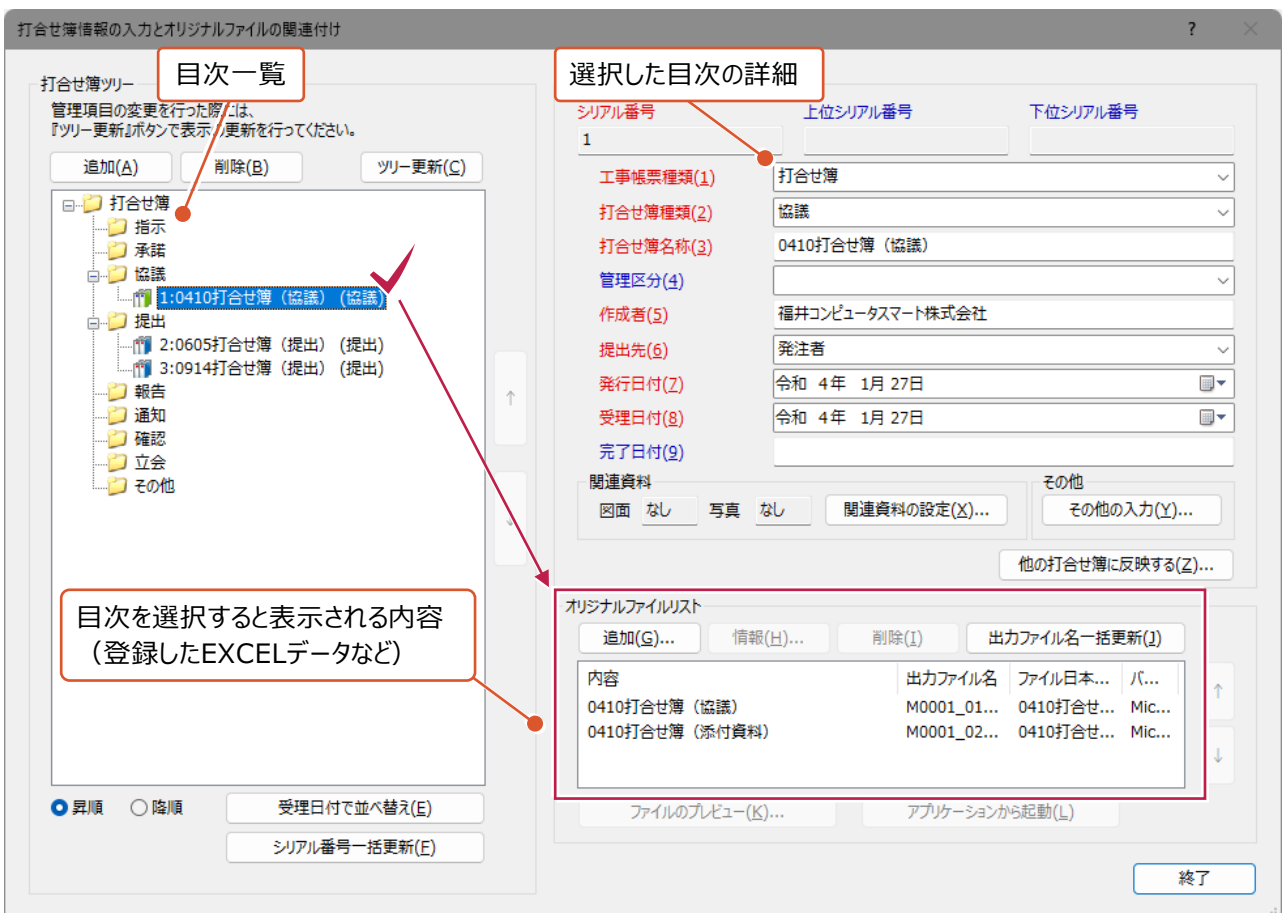 打合せ簿情報の入力とオリジナルファイルの関連付け
?
目次一覧
選択した目次の詳細
打合せ簿ツリー
管理項目の変更を行った際には、
『ツリー更新』ボタンで表示の更新を行ってください。
追加(A)
削除(B)
ツリー更新(C)
打合せ簿
指示
承諾
協議
1:0410打合せ簿（協議）（協議）
提出
2:0605打合せ簿（提出）（提出）
3:0914打合せ簿（提出）（提出）
報告
通知
確認
立会
その他
シリアル番号 上位シリアル番号 下位シリアル番号
1
工事帳票種類(1) 打合せ簿
打合せ簿種類(2) 協議
打合せ簿名称(3) 0410打合せ簿（協議）
管理区分(4)
作成者(5) 福井コンピュータスマート株式会社
提出先(6) 発注者
発行日付(7) 令和 4年 1月 27日
受理日付(8) 令和 4年 1月 27日
完了日付(9)
関連資料
図面 なし 写真 なし 関連資料の設定(X)...
その他
その他の入力(Y)...
他の打合せ簿に反映する(Z)...
目次を選択すると表示される内容
（登録したEXCELデータなど）
オリジナルファイルリスト
追加(G)... 情報(H)... 削除(I) 出力ファイル名一括更新(J)
内容 出力ファイル名 ファイル日本... バ...
0410打合せ簿（協議） M0001_01... 0410打合せ... Mic...
0410打合せ簿（添付資料） M0001_02... 0410打合せ... Mic...
昇順 降順 受理日付で並べ替え(E)
シリアル番号一括更新(F)
ファイルのプレビュー(K)... アプリケーションから起動(L)
終了